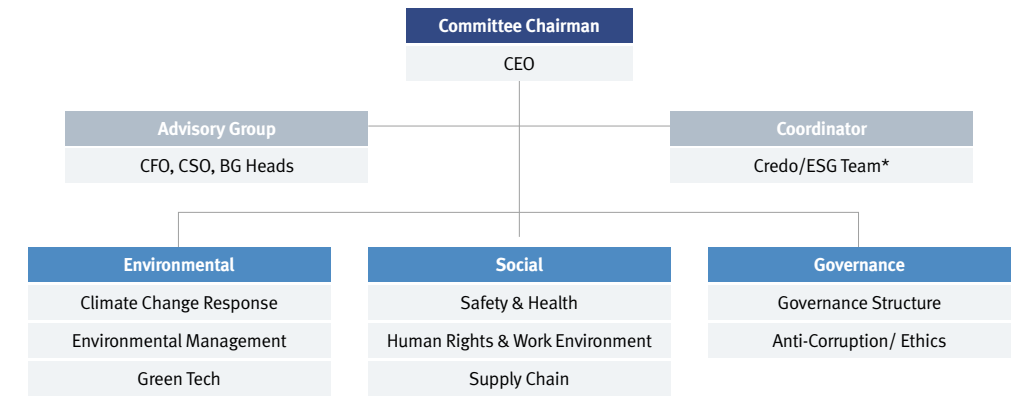 Committee Chairman
CEO
Advisory Group
CFO, CSO, BG Heads
Coordinator
Credo/ESG Team*
Environmental
Climate Change Response
Environmental Management
Green Tech
Social
Safety & Health
Human Rights & Work Environment
Supply Chain
Governance
Governance Structure
Anti-Corruption/ Ethics